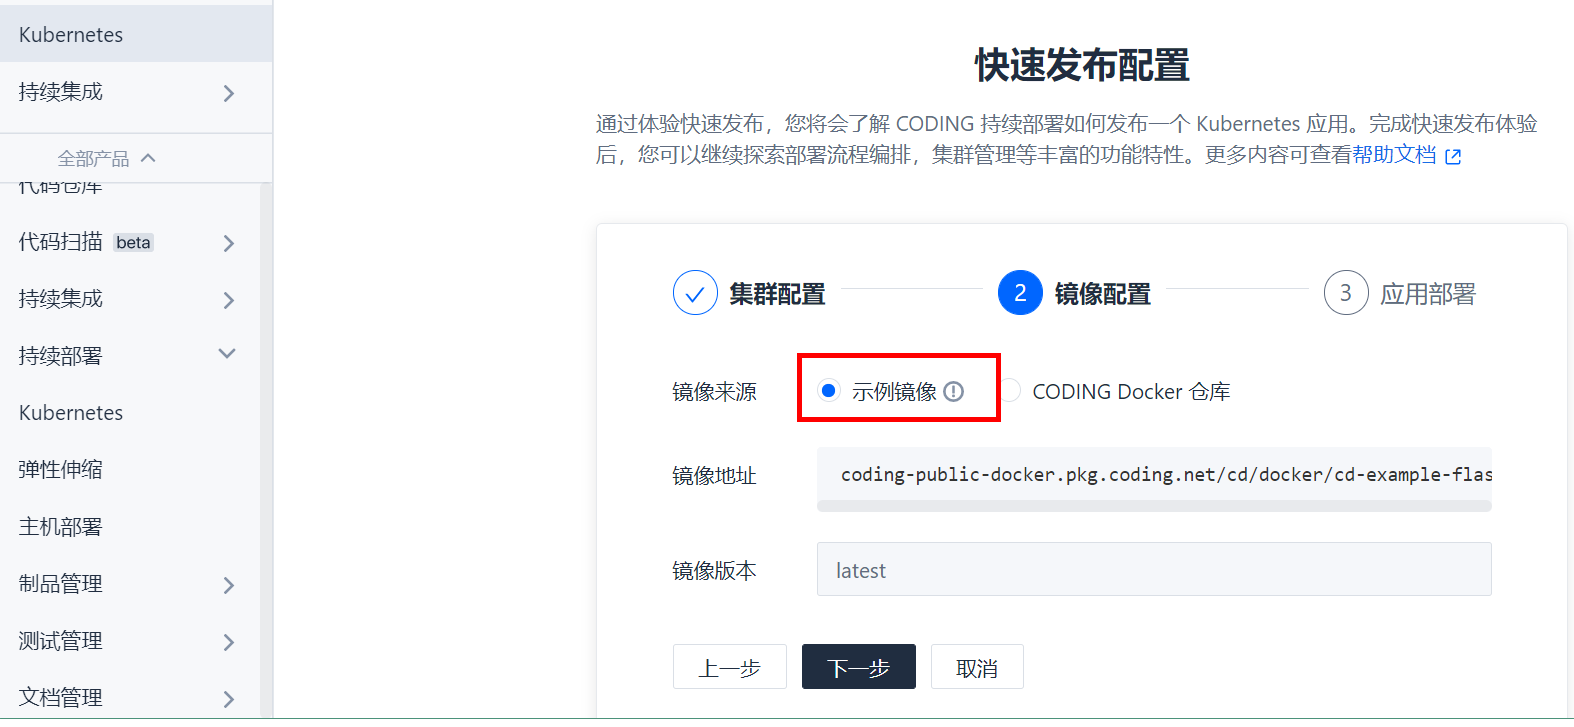 Kubernetes
持续集成
全部产品
代码仓库
代码扫描 beta
持续集成
持续部署
Kubernetes
弹性伸缩
主机部署
制品管理
测试管理
文档管理
快速发布配置
通过体验快速发布，您将会了解 CODING 持续部署如何发布一个 Kubernetes 应用。完成快速发布体验
后，您可以继续探索部署流程编排，集群管理等丰富的功能特性。更多内容可查看帮助文档
集群配置
2 镜像配置
3 应用部署
镜像来源 示例镜像 CODING Docker 仓库
镜像地址 coding-public-docker.pkg.coding.net/cd/docker/cd-example-flas
镜像版本 latest
上一步 下一步 取消